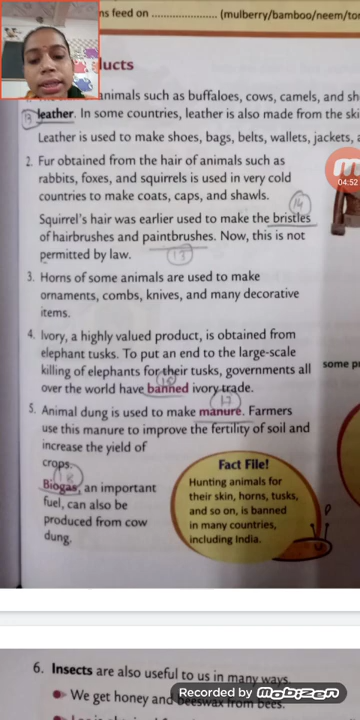 ns feed on .................. (mulberry/bamboo/neem/tom
ducts
animals such as buffaloes, cows, camels, and sh
leather. In some countries, leather is also made from the ski
Leather is used to make shoes, bags, belts, wallets, jackets, a
2. Fur obtained from the hair of animals such as
rabbits, foxes, and squirrels is used in very cold
countries to make coats, caps, and shawls.
14
Squirrel's hair was earlier used to make the bristles
of hairbrushes and paintbrushes. Now, this is not
permitted by law.
3. Horns of some animals are used to make
ornaments, combs, knives, and many decorative
items.
4. Ivory, a highly valued product, is obtained from
elephant tusks. To put an end to the large-scale
killing of elephants for their tusks, governments all
over the world have banned ivory trade.
some pr
17
5. Animal dung is used to make manure. Farmers
use this manure to improve the fertility of soil and
increase the yield of
crops.
Biogas, an important
fuel, can also be
produced from cow
dung.
Fact File!
Hunting animals for
their skin, horns, tusks,
and so on, is banned
in many countries,
including India.
04:52
6. Insects are also useful to us in many ways.
We get honey and beeswax from bees.
Recorded by Mobizen